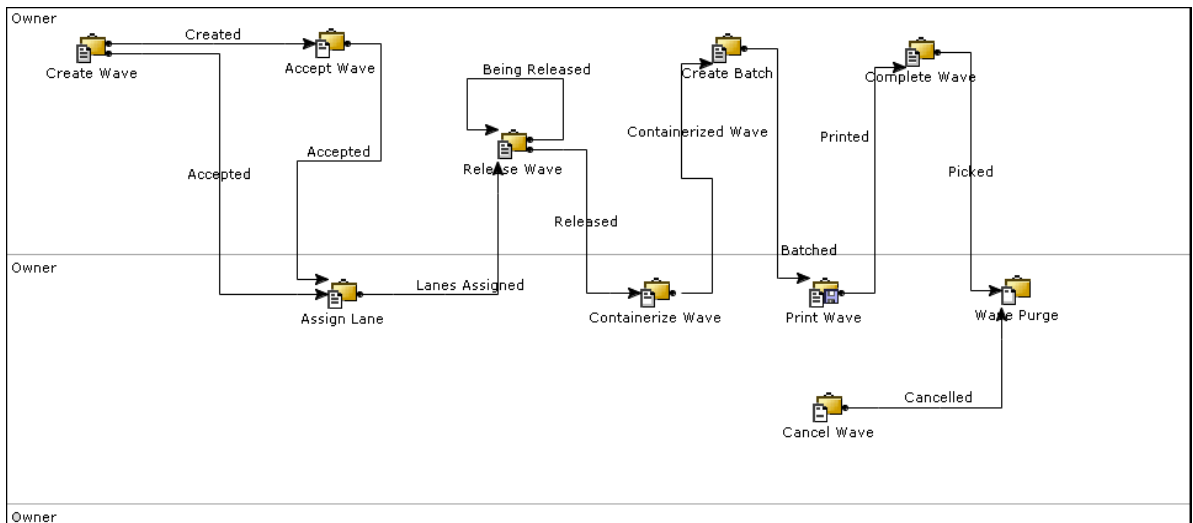 Owner
Created
Create Wave
Accept Wave
Being Released
Create Batch
Complete Wave
Containerized Wave
Printed
Accepted
Accepted
Release Wave
Picked
Released
Batched
Owner
Lanes Assigned
Assign Lane
Containerize Wave
Print Wave
Wave Purge
Cancelled
Cancel Wave
Owner